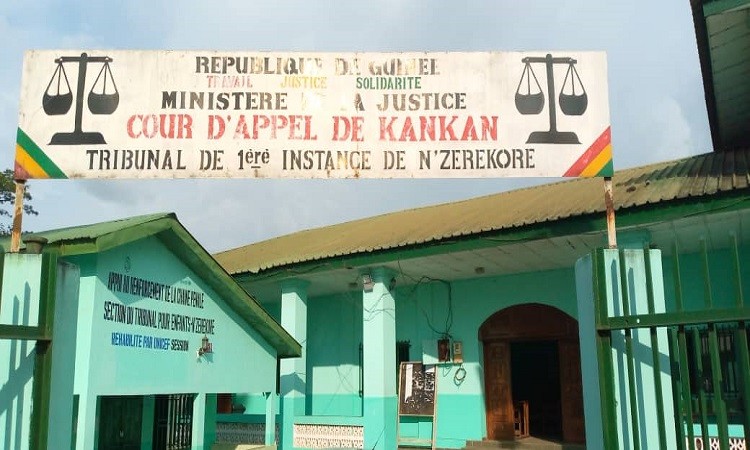 REPUBLIQUE DE GUINEE
TRAVAIL JUSTICE SOLIDARITE
MINISTERE DE LA JUSTICE
COUR D'APPEL DE KANKAN
TRIBUNAL DE 1èré INSTANCE DE N'ZEREKORE
APPUI AU RENFORCEMENT DE LA CHAINE PENALE
SECTION DU TRIBUNAL POUR ENFANTS-N'ZEREKORE
REHABILITE PAR UNICEF SESSION